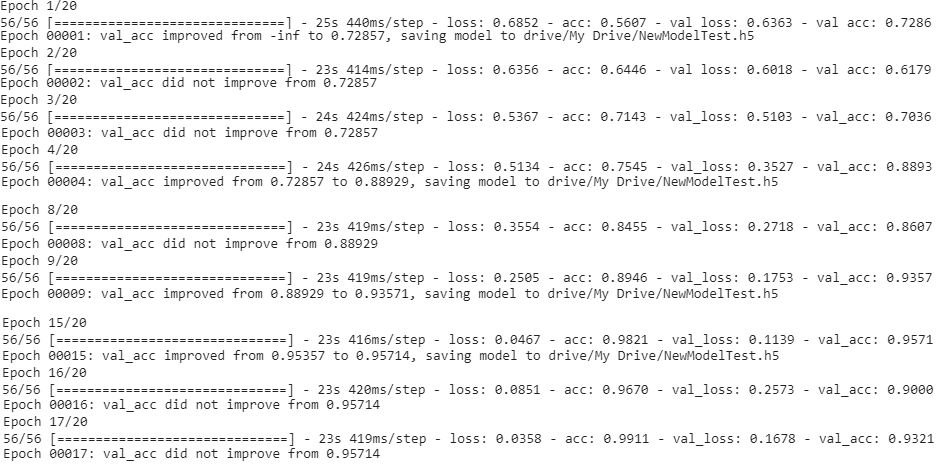 Epoch 1/20
56/56 [==============================] - 25s 440ms/step - loss: 0.6852 - acc: 0.5607 - val_loss: 0.6363 - val acc: 0.7286
Epoch 00001: val_acc improved from -inf to 0.72857, saving model to drive/My Drive/NewModelTest.h5
Epoch 2/20
56/56 [==============================] - 23s 414ms/step - loss: 0.6356 - acc: 0.6446 - val loss: 0.6018 - val acc: 0.6179
Epoch 00002: val_acc did not improve from 0.72857
Epoch 3/20
56/56 [==============================] - 24s 424ms/step - loss: 0.5367 - acc: 0.7143 - val_loss: 0.5103 - val_acc: 0.7036
Epoch 00003: val_acc did not improve from 0.72857
Epoch 4/20
56/56 [==============================] - 24s 426ms/step - loss: 0.5134 - acc: 0.7545 - val_loss: 0.3527 - val_acc: 0.8893
Epoch 00004: val_acc improved from 0.72857 to 0.88929, saving model to drive/My Drive/NewModelTest.h5
Epoch 8/20
56/56 [==============================] - 23s 419ms/step - loss: 0.3554 - acc: 0.8455 - val_loss: 0.2718 - val_acc: 0.8607
Epoch 00008: val_acc did not improve from 0.88929
Epoch 9/20
56/56 [==============================] - 23s 419ms/step - loss: 0.2505 - acc: 0.8946 - val_loss: 0.1753 - val_acc: 0.9357
Epoch 00009: val_acc improved from 0.88929 to 0.93571, saving model to drive/My Drive/NewModelTest.h5
Epoch 15/20
56/56 [==============================] - 23s 416ms/step - loss: 0.0467 - acc: 0.9821 - val_loss: 0.1139 - val_acc: 0.9571
Epoch 00015: val_acc improved from 0.95357 to 0.95714, saving model to drive/My Drive/NewModelTest.h5
Epoch 16/20
56/56 [==============================] - 23s 420ms/step - loss: 0.0851 - acc: 0.9670 - val_loss: 0.2573 - val_acc: 0.9000
Epoch 00016: val_acc did not improve from 0.95714
Epoch 17/20
56/56 [==============================] - 23s 419ms/step - loss: 0.0358 - acc: 0.9911 - val_loss: 0.1678 - val_acc: 0.9321
Epoch 00017: val_acc did not improve from 0.95714